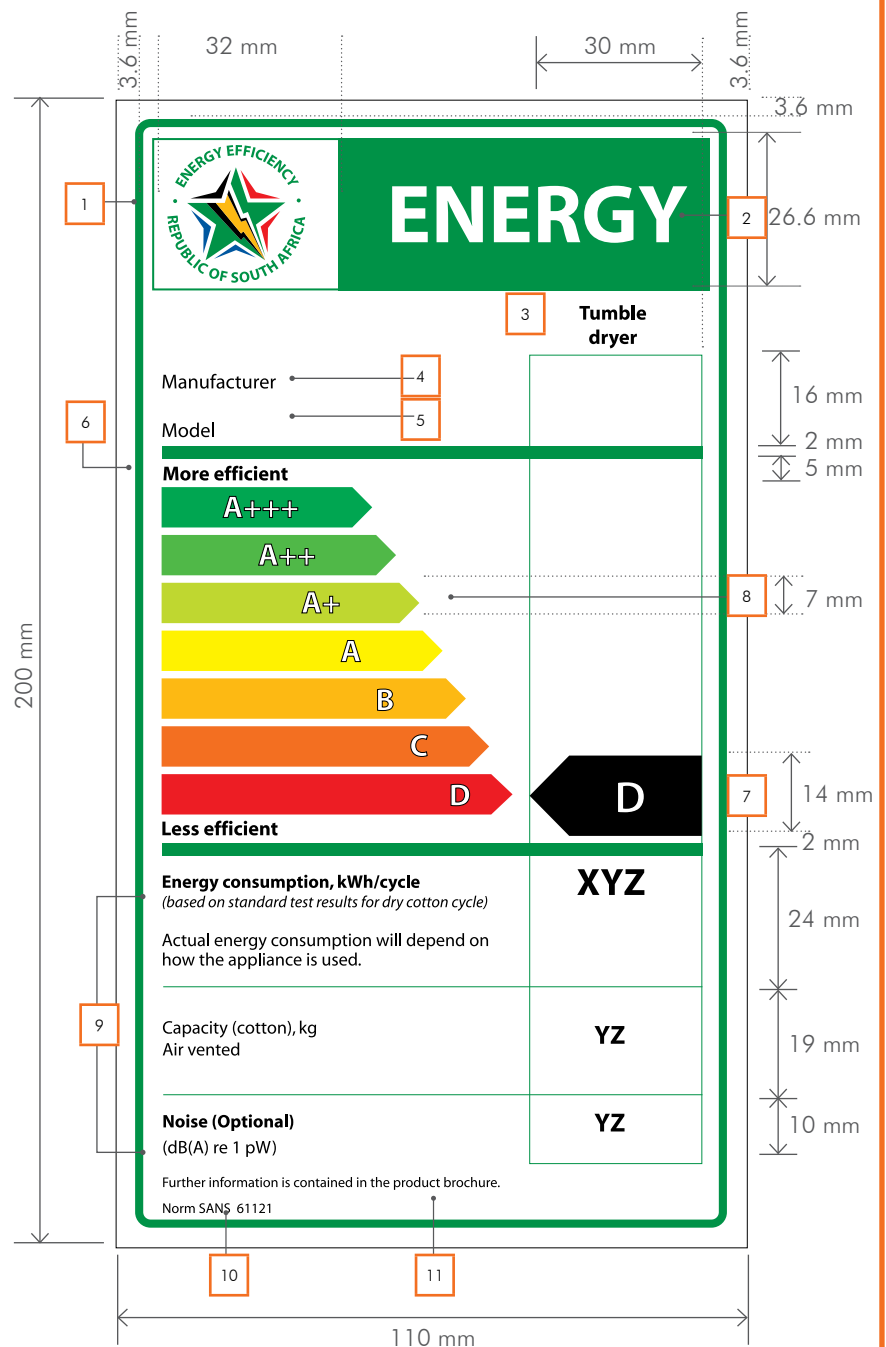 3.6 mm
32 mm
30 mm
3.6 mm
3.6 mm
ENERGY EFFICIENCY
REPUBLIC OF SOUTH AFRICA
ENERGY
1
2
26.6 mm
3
Tumble
dryer
Manufacturer
4
16 mm
Model
5
6
2 mm
More efficient
5 mm
A+++
A++
A+
8
7 mm
A
200 mm
B
C
D
D
7
14 mm
Less efficient
2 mm
Energy consumption, kWh/cycle
XYZ
(based on standard test results for dry cotton cycle)
24 mm
Actual energy consumption will depend on
how the appliance is used.
9
Capacity (cotton), kg
Air vented
YZ
19 mm
Noise (Optional)
YZ
10 mm
(dB(A) re 1 pW)
Further information is contained in the product brochure.
Norm SANS 61121
10
11
110 mm